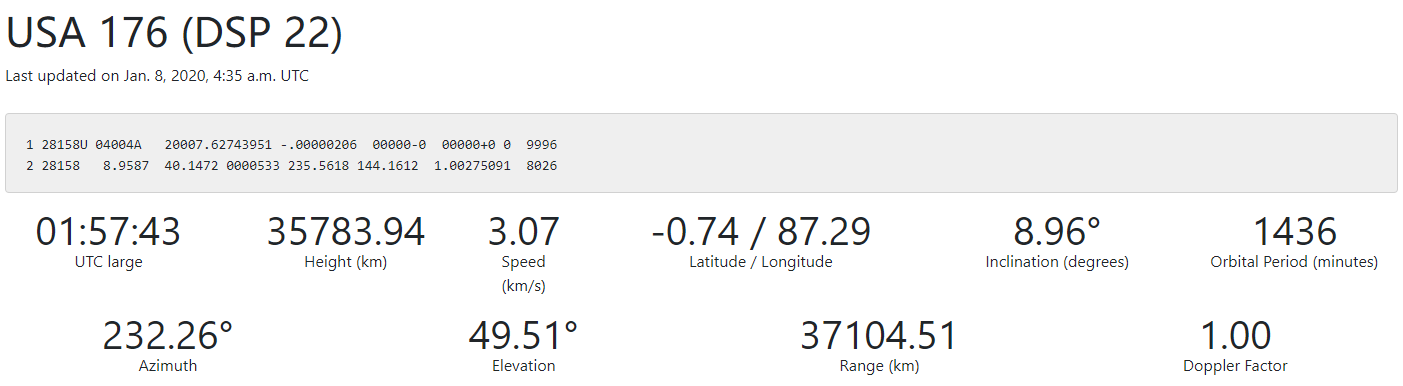 USA 176 (DSP 22)
Last updated on Jan. 8, 2020, 4:35 a.m. UTC
1 28158U 04004A   20007.62743951 -.00000206  00000-0  00000+0 0  9996
2 28158   8.9587  40.1472 0000533 235.5618 144.1612  1.00275091  8026
01:57:43
UTC large
35783.94
Height (km)
3.07
Speed
(km/s)
-0.74 / 87.29
Latitude / Longitude
8.96°
Inclination (degrees)
1436
Orbital Period (minutes)
232.26°
Azimuth
49.51°
Elevation
37104.51
Range (km)
1.00
Doppler Factor